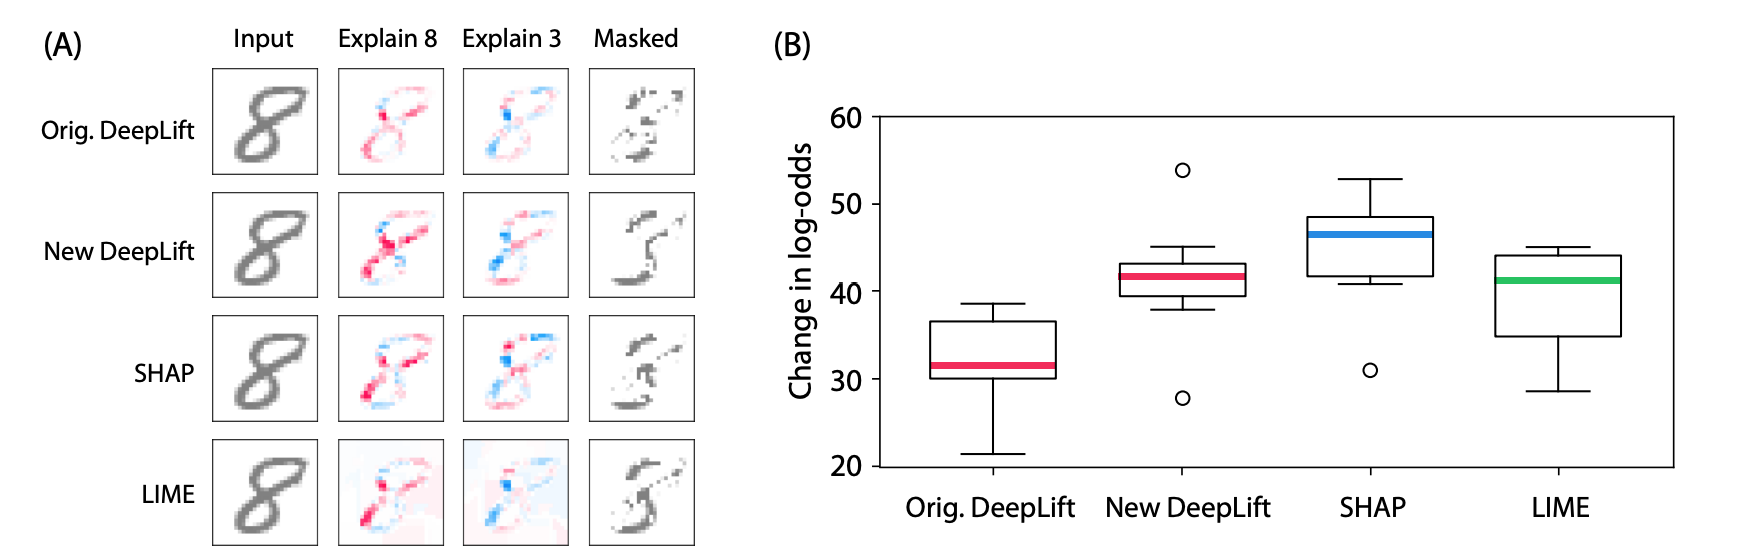 (A)
Input Explain 8 Explain 3 Masked
Orig. DeepLift
New DeepLift
SHAP
LIME
(B)
Change in log-odds
60
50
40
30
20
Orig. DeepLift New DeepLift SHAP LIME